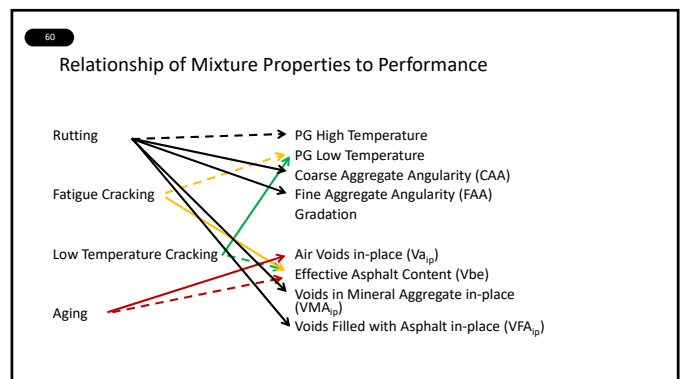 60
Relationship of Mixture Properties to Performance
Rutting
Fatigue Cracking
Low Temperature Cracking
Aging
PG High Temperature
PG Low Temperature
Coarse Aggregate Angularity (CAA)
Fine Aggregate Angularity (FAA)
Gradation
Air Voids in-place (Vaip)
Effective Asphalt Content (Vbe)
Voids in Mineral Aggregate in-place
(VMAip)
Voids Filled with Asphalt in-place (VFAip)